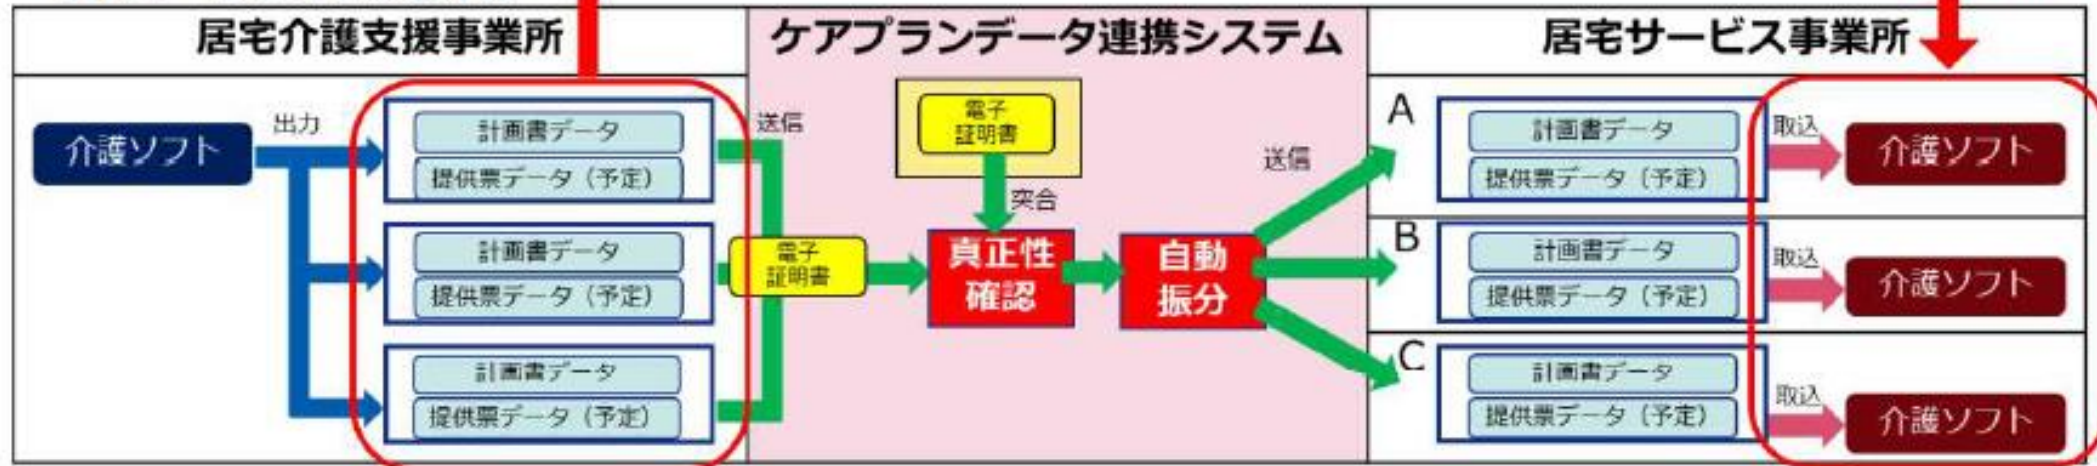 居宅介護支援事業所
ケアプランデータ連携システム
居宅サービス事業所
介護ソフト
出力
計画書データ
提供票データ（予定）
計画書データ
提供票データ（予定）
計画書データ
提供票データ（予定）
送信
電子
証明書
電子
証明書
突合
真正性
確認
自動
振分
送信
A
計画書データ
提供票データ（予定）
取込
介護ソフト
B
計画書データ
提供票データ（予定）
取込
介護ソフト
C
計画書データ
提供票データ（予定）
取込
介護ソフト